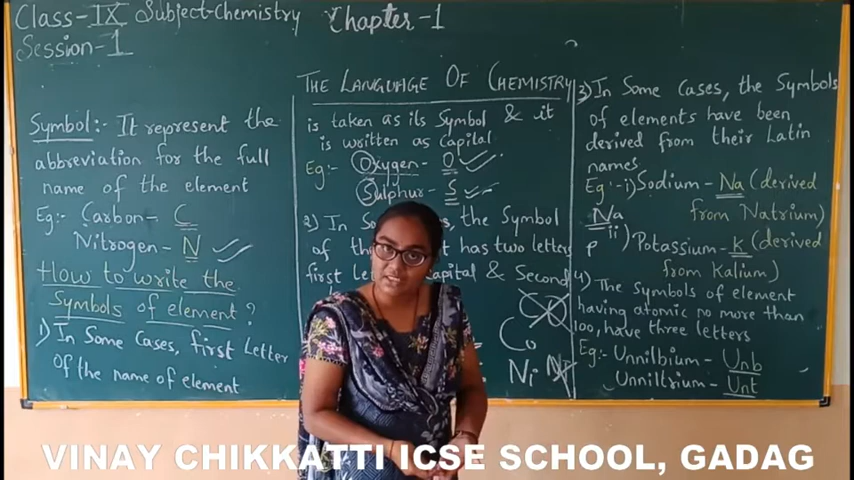 Class-IX Subject-Chemistry Chapter-1
Session-1
THE LANGUAGE OF CHEMISTRY
Symbol:- It represent the
abbreviation for the full
name of the element
Eg:- Carbon- C
Nitrogen- N
How to write the
Symbols of element?
1) In Some Cases, first Letter
Of the name of element
is taken as its Symbol & it
is written as Capital
Eg:- Oxygen- O
Sulphur- S
2) In the Symbol
of has two letters
first Capital & Second
CO
Co
Ni NI
3) In Some Cases, the Symbols
of elements have been
derived from their Latin
names
Eg:- i) Sodium - Na (derived
from Natrium)
Na
ii) Potassium- K (derived
from Kalium)
P
4) The Symbols of element
having atomic no more than
100, have three letters
Eg:- Unnilbium - Unb
Unniltrium - Unt
VINAY CHIKKATTI ICSE SCHOOL, GADAG